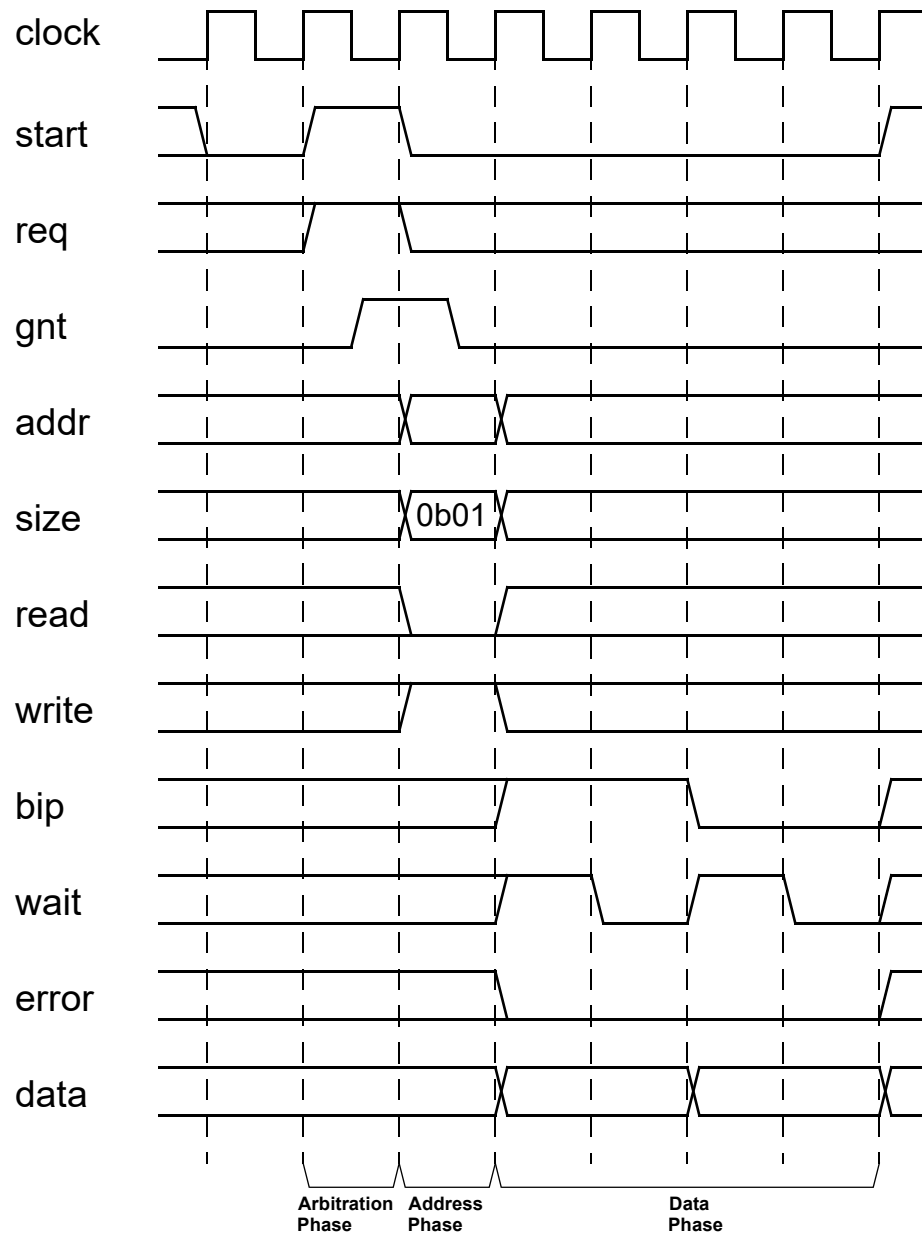 clock
start
req
gnt
addr
size
0b01
read
write
bip
wait
error
data
Arbitration
Phase
Address
Phase
Data
Phase